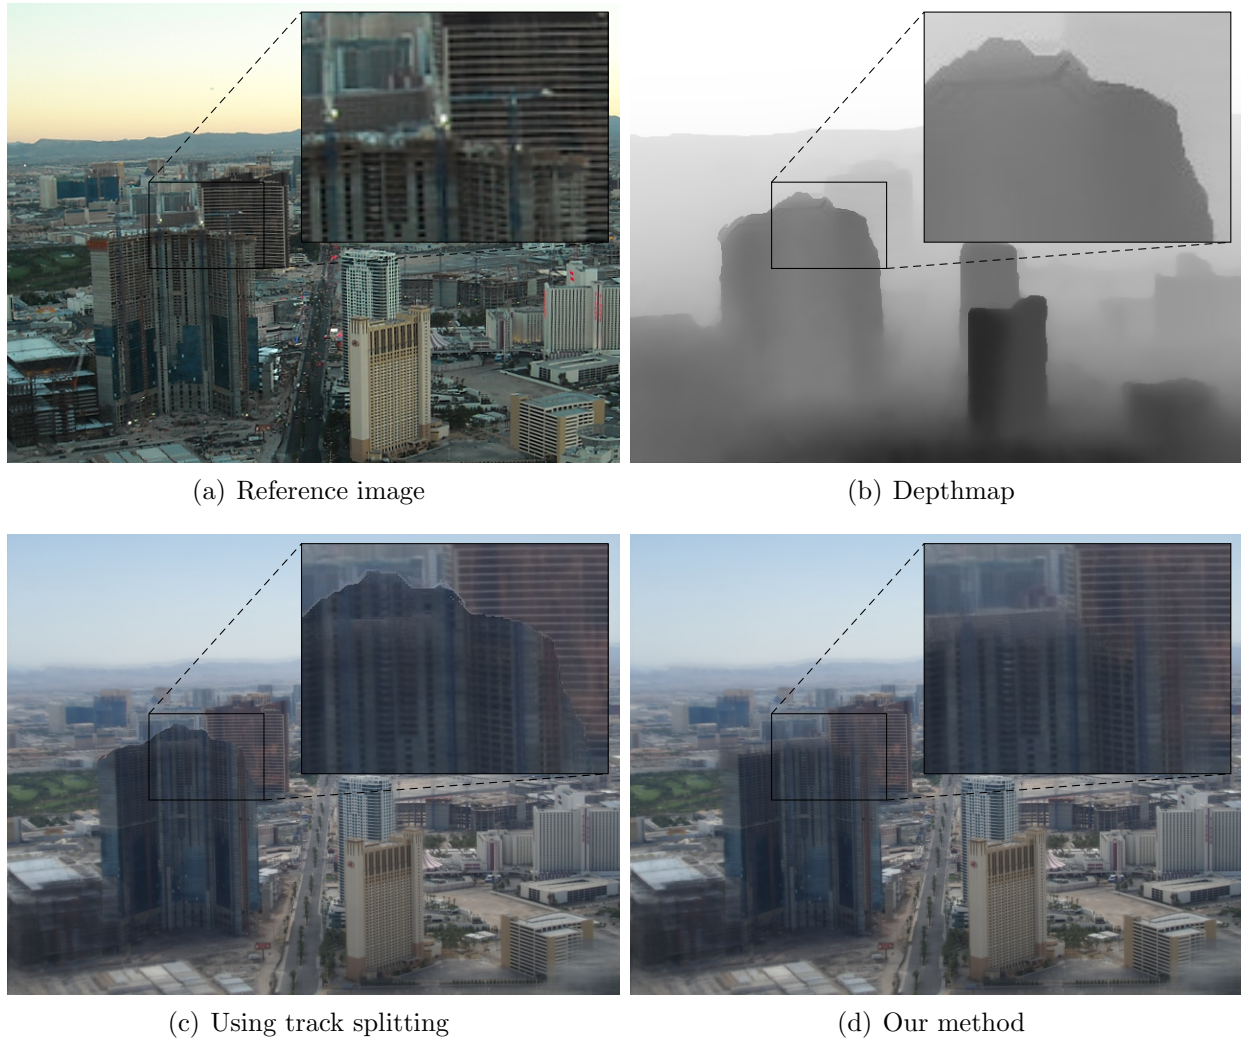 (a) Reference image
(b) Depthmap
(c) Using track splitting
(d) Our method